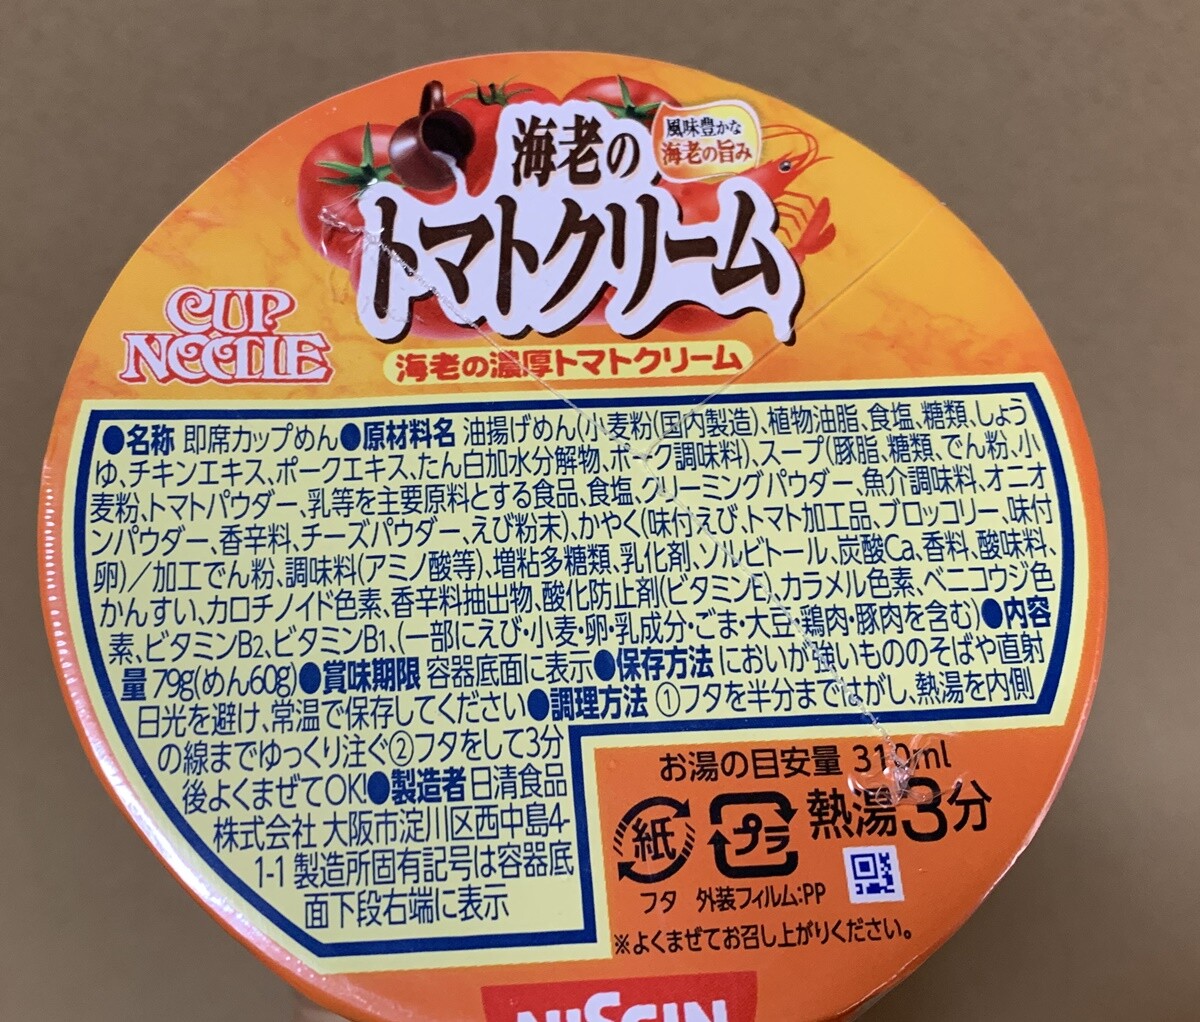 海老の
風味豊かな
海老の旨み
トマトクリーム
CUP
NOODLE
海老の濃厚トマトクリーム
●名称 即席カップめん●原材料名 油揚げめん(小麦粉(国内製造)、植物油脂、食塩、糖類、しょう
ゆ、チキンエキス、ポークエキス、たん白加水分解物、ポーク調味料)、スープ(豚脂、糖類、でん粉、小
麦粉、トマトパウダー、乳等を主要原料とする食品、食塩、クリーミングパウダー、魚介調味料、オニオ
ンパウダー、香辛料、チーズパウダー、えび粉末)、かやく(味付えび、トマト加工品、ブロッコリー、味付
卵)／加工でん粉、調味料(アミノ酸等)、増粘多糖類、乳化剤、ソルビトール、炭酸Ca、香料、酸味料、
かんすい、カロチノイド色素、香辛料抽出物、酸化防止剤(ビタミンE)、カラメル色素、ベニコウジ色
素、ビタミンB2、ビタミンB1、(一部にえび・小麦・卵・乳成分・ごま・大豆・鶏肉・豚肉を含む)●内容
量 79g(めん60g)●賞味期限 容器底面に表示●保存方法 においが強いもののそばや直射
日光を避け、常温で保存してください●調理方法 ①フタを半分まではがし、熱湯を内側
の線までゆっくり注ぐ②フタをして3分
後よくまぜてOK!●製造者 日清食品
株式会社 大阪市淀川区西中島4-
1-1 製造所固有記号は容器底
面下段右端に表示
お湯の目安量 310ml
紙 プラ 熱湯3分
フタ 外装フィルム:PP
※よくまぜてお召し上がりください。
NISSIN